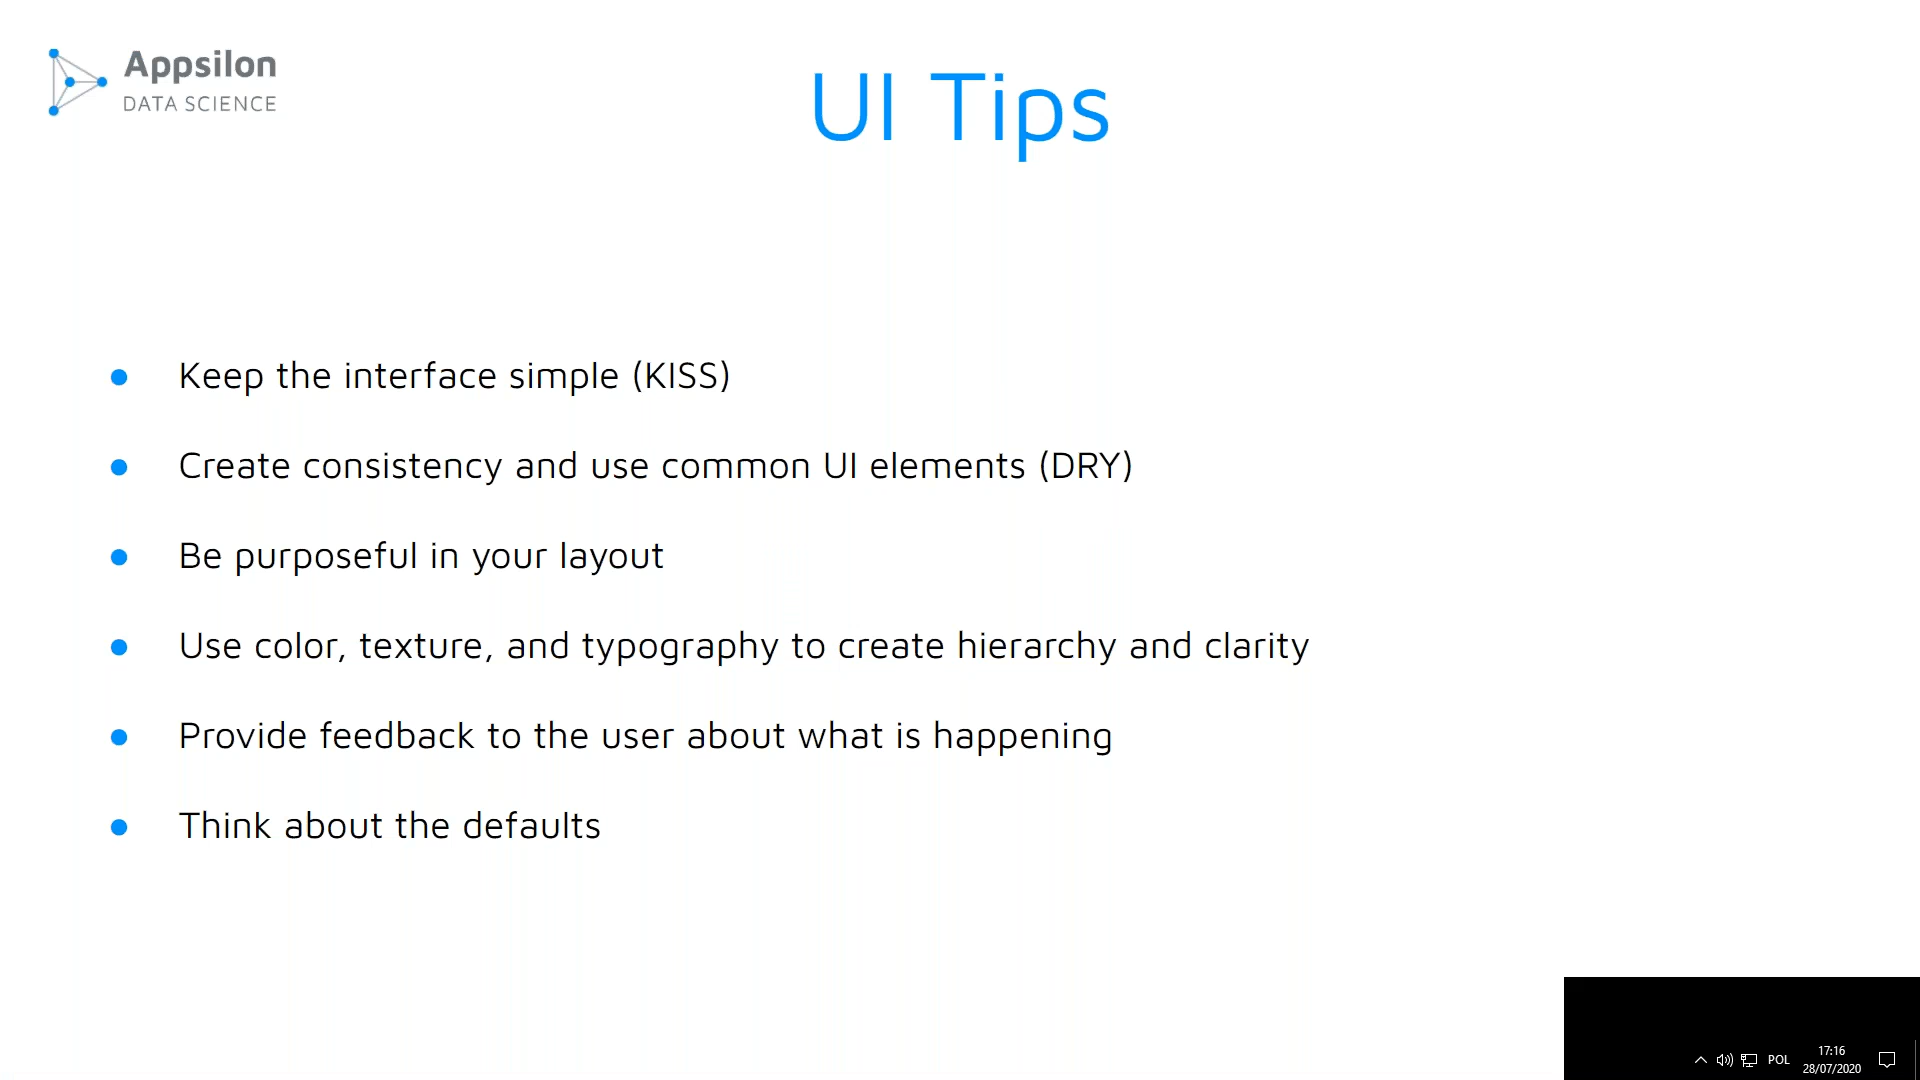 Appsilon
DATA SCIENCE
UI Tips
Keep the interface simple (KISS)
Create consistency and use common UI elements (DRY)
Be purposeful in your layout
Use color, texture, and typography to create hierarchy and clarity
Provide feedback to the user about what is happening
Think about the defaults
POL
17:16
28/07/2020